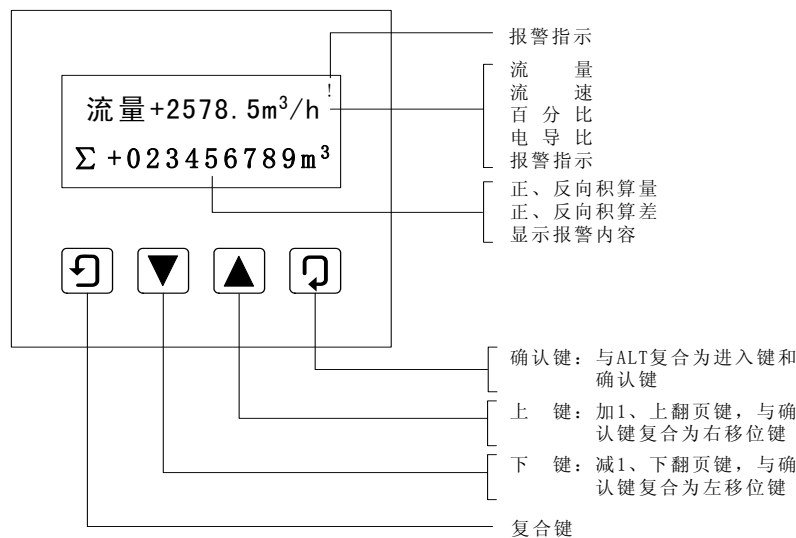 报警指示
!
流量+2578.5m³/h
Σ+023456789m³
流 量
流 速
百分比
电导比
报警指示
正、反向积算量
正、反向积算差
显示报警内容
确认键：与ALT复合为进入键和
确认键
上 键：加1、上翻页键，与确
认键复合为右移位键
下 键：减1、下翻页键，与确
认键复合为左移位键
复合键